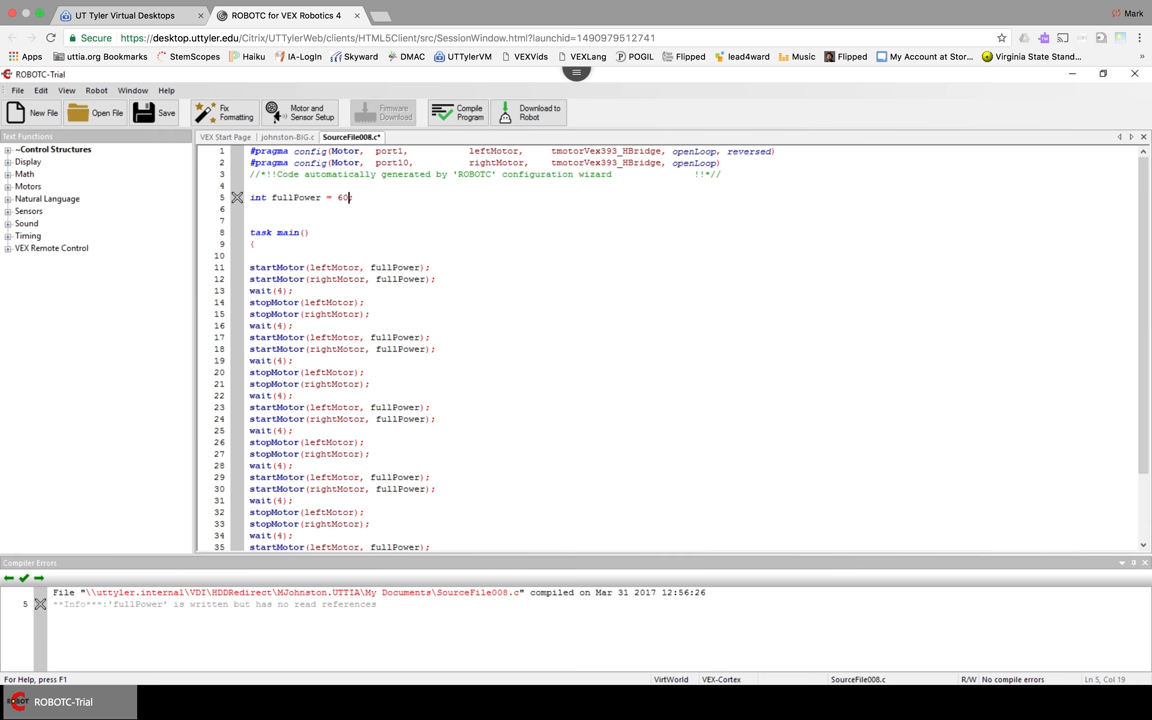 UT Tyler Virtual Desktops
ROBOTC for VEX Robotics 4
Mark
Secure https://desktop.uttyler.edu/Citrix/UTTylerWeb/clients/HTML5Client/src/SessionWindow.html?launchid=1490979512741
Apps uttia.org Bookmarks StemScopes Haiku IA-LogIn Skyward DMAC UTTylerVM VEXVids VEXLang POGIL Flipped lead4ward Music Flipped My Account at Stor... Virginia State Stand... »
ROBOTC-Trial
File Edit View Robot Window Help
New File Open File Save Fix Formatting Motor and Sensor Setup Firmware Download Compile Program Download to Robot
Text Functions
~Control Structures
Display
Math
Motors
Natural Language
Sensors
Sound
Timing
VEX Remote Control
VEX Start Page johnston-BIG.c SourceFile008.c*
1 #pragma config(Motor, port1, leftMotor, tmotorVex393_HBridge, openLoop, reversed)
2 #pragma config(Motor, port10, rightMotor, tmotorVex393_HBridge, openLoop)
3 //*!!Code automatically generated by 'ROBOTC' configuration wizard !!*//
4
5 int fullPower = 60;
6
7
8 task main()
9 {
10
11 startMotor(leftMotor, fullPower);
12 startMotor(rightMotor, fullPower);
13 wait(4);
14 stopMotor(leftMotor);
15 stopMotor(rightMotor);
16 wait(4);
17 startMotor(leftMotor, fullPower);
18 startMotor(rightMotor, fullPower);
19 wait(4);
20 stopMotor(leftMotor);
21 stopMotor(rightMotor);
22 wait(4);
23 startMotor(leftMotor, fullPower);
24 startMotor(rightMotor, fullPower);
25 wait(4);
26 stopMotor(leftMotor);
27 stopMotor(rightMotor);
28 wait(4);
29 startMotor(leftMotor, fullPower);
30 startMotor(rightMotor, fullPower);
31 wait(4);
32 stopMotor(leftMotor);
33 stopMotor(rightMotor);
34 wait(4);
35 startMotor(leftMotor, fullPower);
Compiler Errors
File "\\uttyler.internal\VDI\HDDRedirect\MJohnston.UTTIA\My Documents\SourceFile008.c" compiled on Mar 31 2017 12:56:26
5 **Info***:'fullPower' is written but has no read references
For Help, press F1 VirtWorld VEX-Cortex SourceFile008.c R/W No compile errors Ln 5, Col 19
ROBOTC-Trial